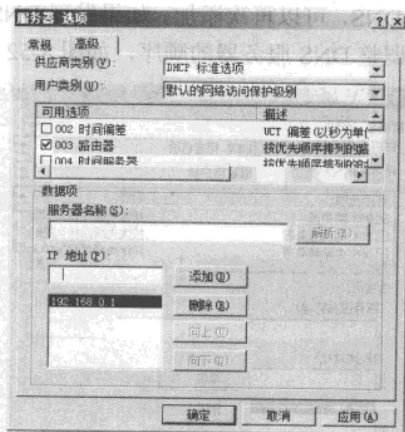 服务器 选项
常规 高级
供应商类别(V): DHCP 标准选项
用户类别(U): 默认的网络访问保护级别
可用选项 描述
002 时间偏差 UCT 偏差(以秒为单(
003 路由器 按优先顺序排列的路
004 时间服务器 按优先顺序排列的时
数据项
服务器名称(S):
解析(E)
IP 地址(P):
添加(D)
192.168.0.1 删除(R)
向上(U)
向下(O)
确定 取消 应用(A)